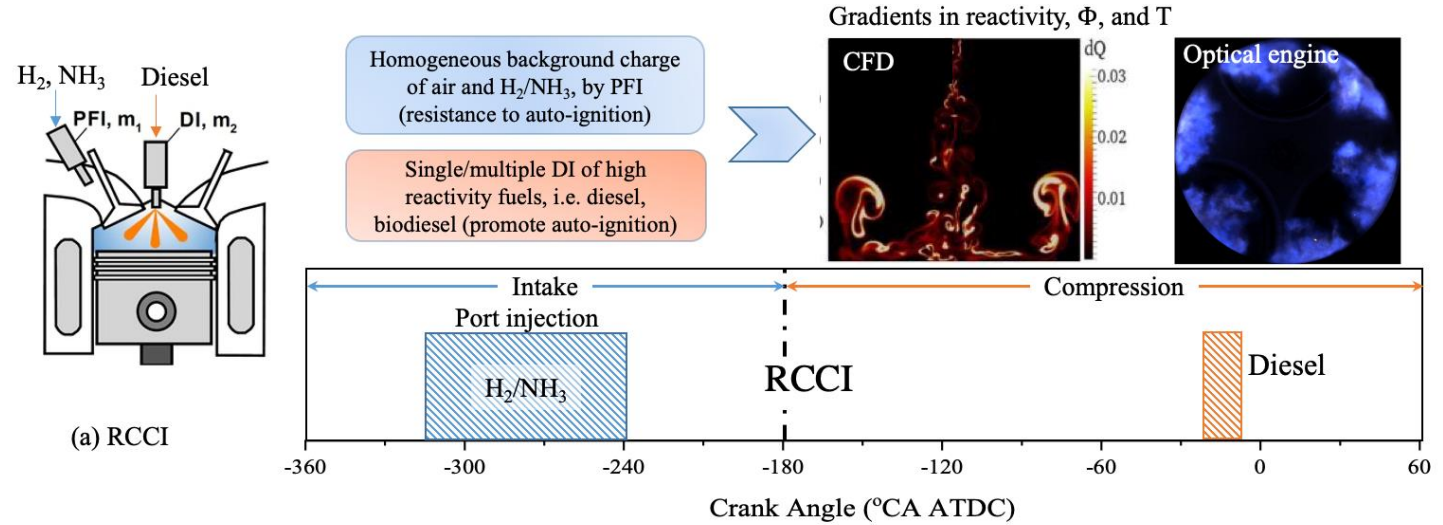 H₂, NH₃ Diesel
PFI, m₁ DI, m₂
(a) RCCI
Homogeneous background charge
of air and H₂/NH₃, by PFI
(resistance to auto-ignition)
Single/multiple DI of high
reactivity fuels, i.e. diesel,
biodiesel (promote auto-ignition)
Gradients in reactivity, Φ, and T
CFD
dQ
0.03
0.02
0.01
Optical engine
Intake
Compression
Port injection
H₂/NH₃
RCCI
Diesel
-360 -300 -240 -180 -120 -60 0 60
Crank Angle (°CA ATDC)